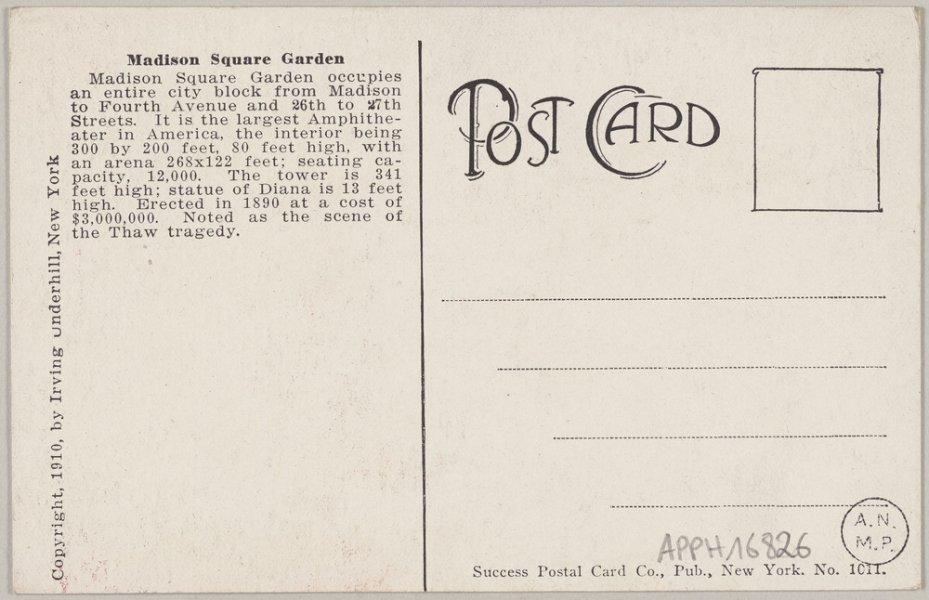 Madison Square Garden
Madison Square Garden occupies
an entire city block from Madison
to Fourth Avenue and 26th to 27th
Streets. It is the largest Amphithe-
ater in America, the interior being
300 by 200 feet, 80 feet high, with
an arena 268x122 feet; seating ca-
pacity, 12,000. The tower is 341
feet high; statue of Diana is 13 feet
high. Erected in 1890 at a cost of
$3,000,000. Noted as the scene of
the Thaw tragedy.
Copyright, 1910, by Irving Underhill, New York
POST CARD
APPH 16826
A.N.
M.P.
Success Postal Card Co., Pub., New York. No. 1011.